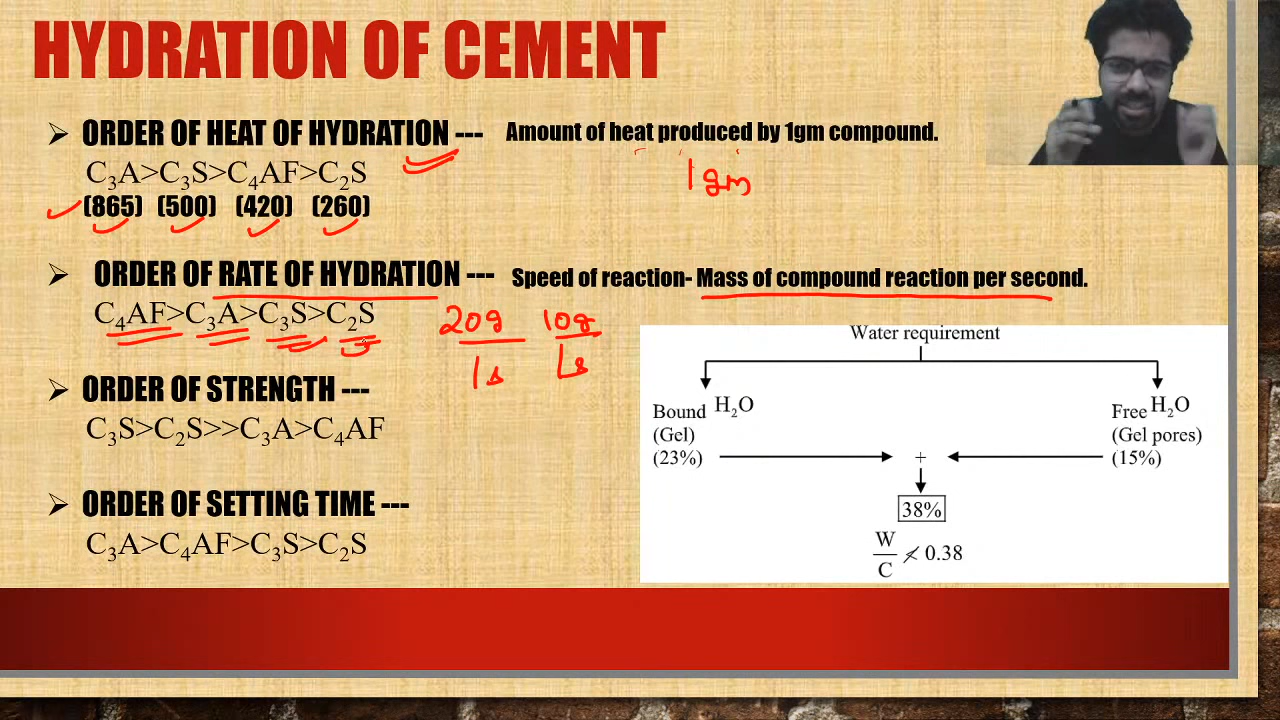 HYDRATION OF CEMENT
➢ ORDER OF HEAT OF HYDRATION --- Amount of heat produced by 1gm compound.
C₃A>C₃S>C₄AF>C₂S
1gm
(865) (500) (420) (260)
➢ ORDER OF RATE OF HYDRATION --- Speed of reaction- Mass of compound reaction per second.
C₄AF>C₃A>C₃S>C₂S
20g 10g
1s 1s
➢ ORDER OF STRENGTH ---
C₃S>C₂S>>C₃A>C₄AF
➢ ORDER OF SETTING TIME ---
C₃A>C₄AF>C₃S>C₂S
Water requirement
Bound H₂O
(Gel)
(23%)
Free H₂O
(Gel pores)
(15%)
+
38%
W/C ≮ 0.38